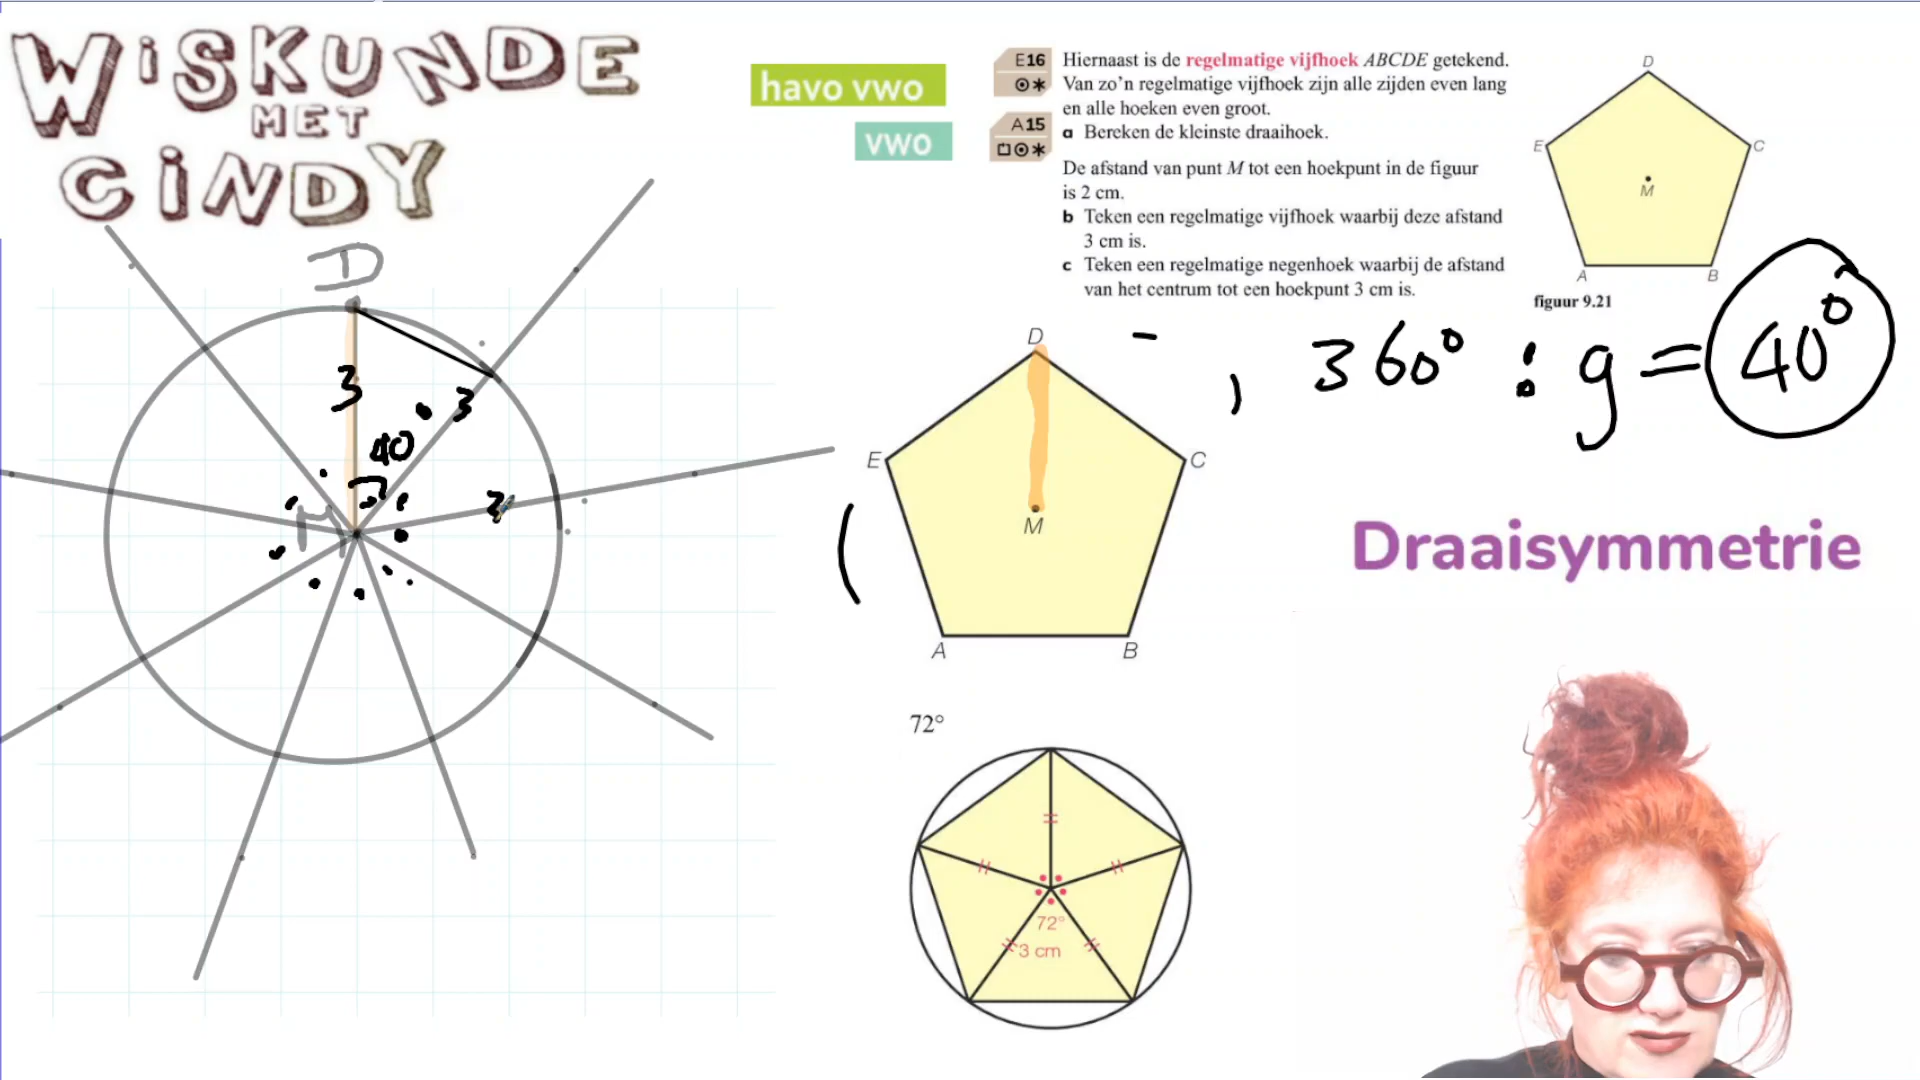 WiSKUNDE
MET
CiNDY
havo vwo
vwo
E16
A15
Hiernaast is de regelmatige vijfhoek ABCDE getekend.
Van zo'n regelmatige vijfhoek zijn alle zijden even lang
en alle hoeken even groot.
a Bereken de kleinste draaihoek.
De afstand van punt M tot een hoekpunt in de figuur
is 2 cm.
b Teken een regelmatige vijfhoek waarbij deze afstand
3 cm is.
c Teken een regelmatige negenhoek waarbij de afstand
van het centrum tot een hoekpunt 3 cm is.
D
E
C
M
A
B
figuur 9.21
360° : 9 = 40°
D
3
3
40
3
M
D
E
C
M
A
B
Draaisymmetrie
72°
72°
3 cm